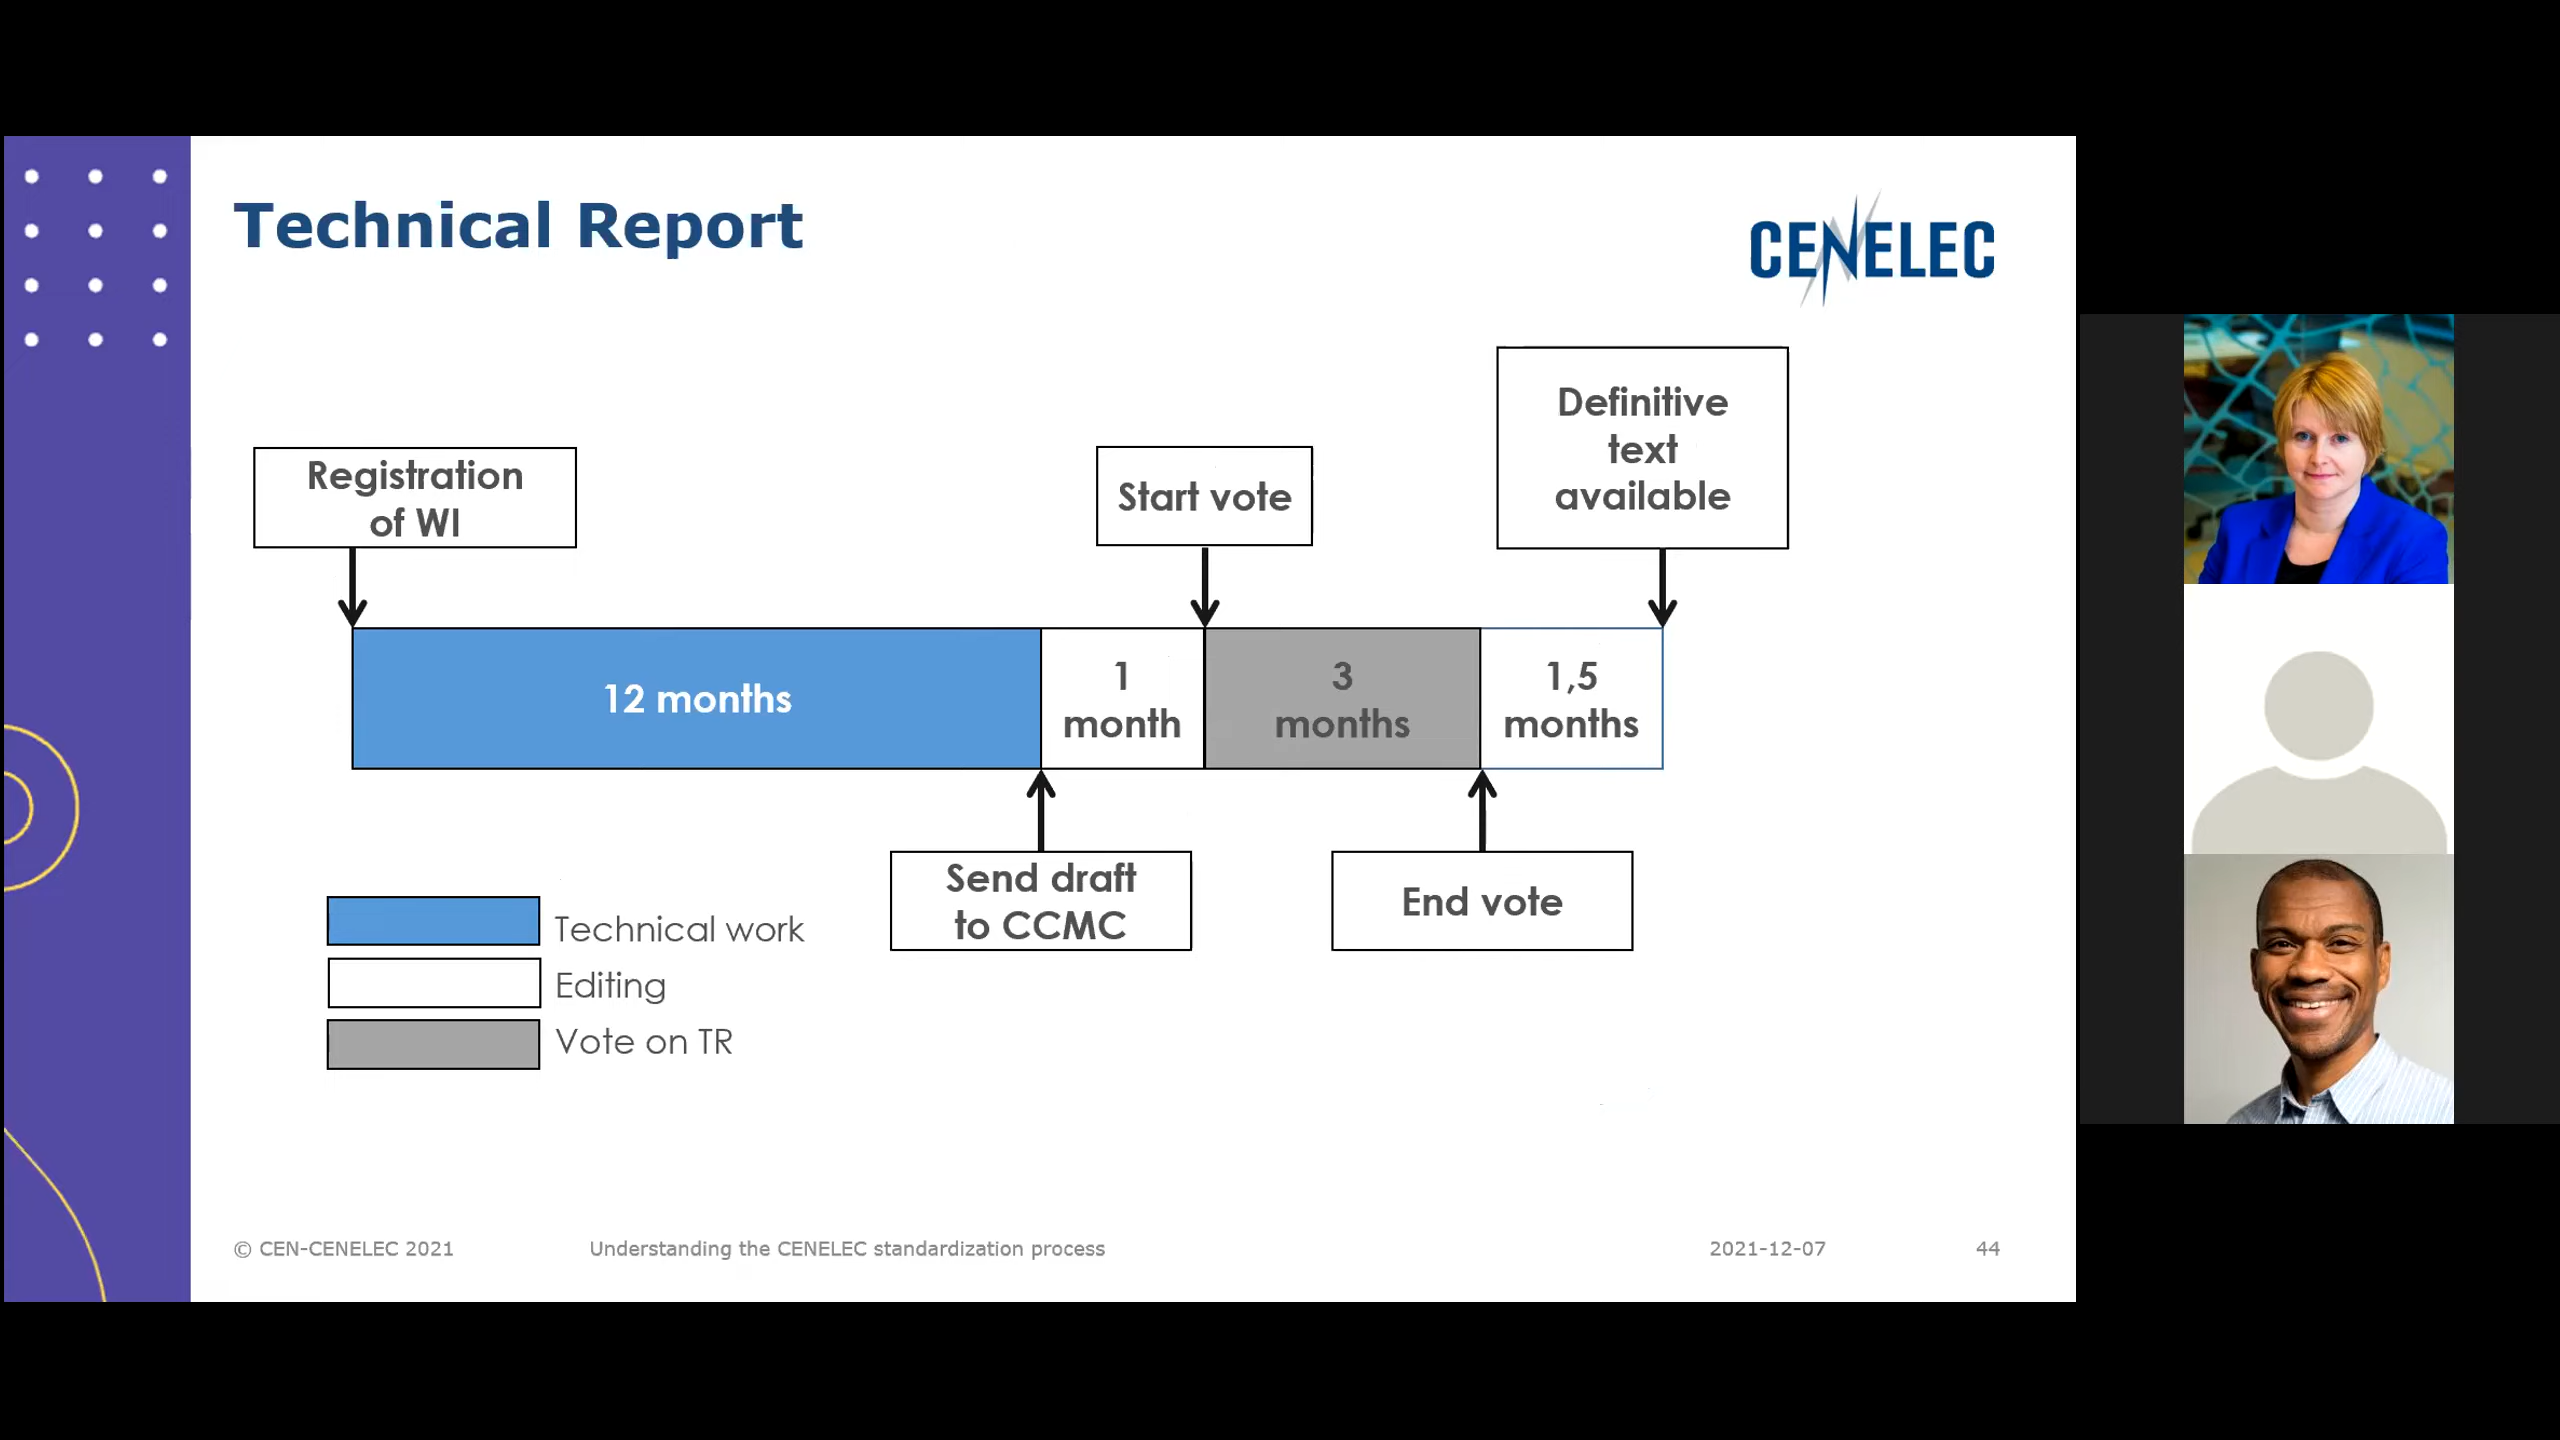 Technical Report
CENELEC
Definitive
text
available
Registration
of WI
Start vote
12 months
1
month
3
months
1,5
months
Send draft
to CCMC
End vote
Technical work
Editing
Vote on TR
© CEN-CENELEC 2021
Understanding the CENELEC standardization process
2021-12-07
44